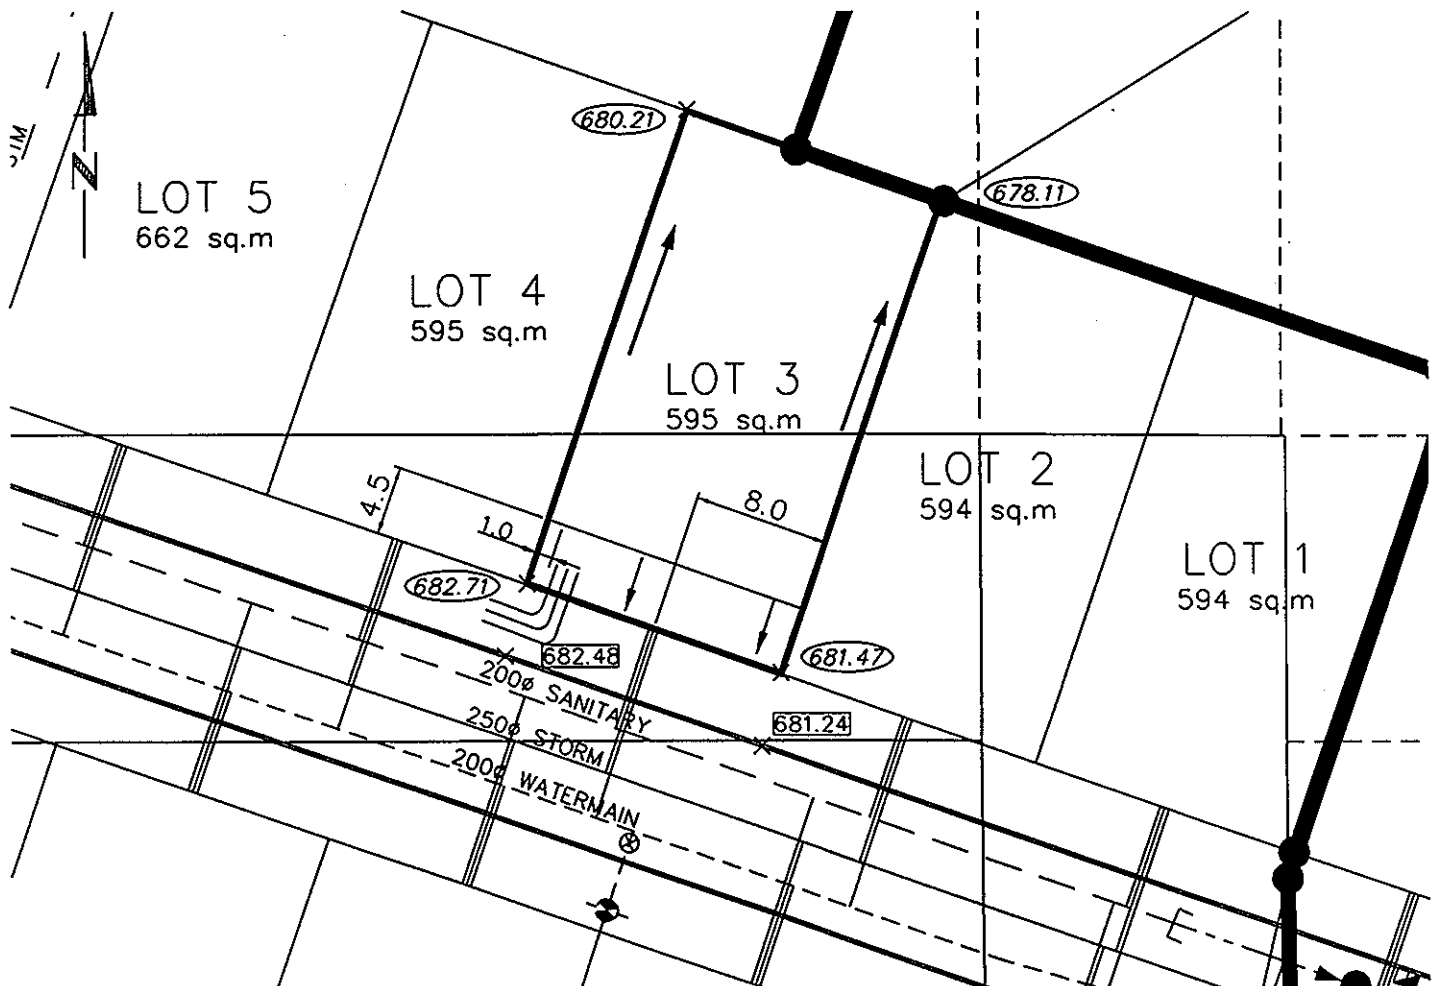 680.21
678.11
N
LOT 5
662 sq.m
LOT 4
595 sq.m
LOT 3
595 sq.m
LOT 2
594 sq.m
LOT 1
594 sq.m
4.5
1.0
8.0
682.71
682.48
681.47
681.24
200ø SANITARY
250ø STORM
200ø WATERMAIN